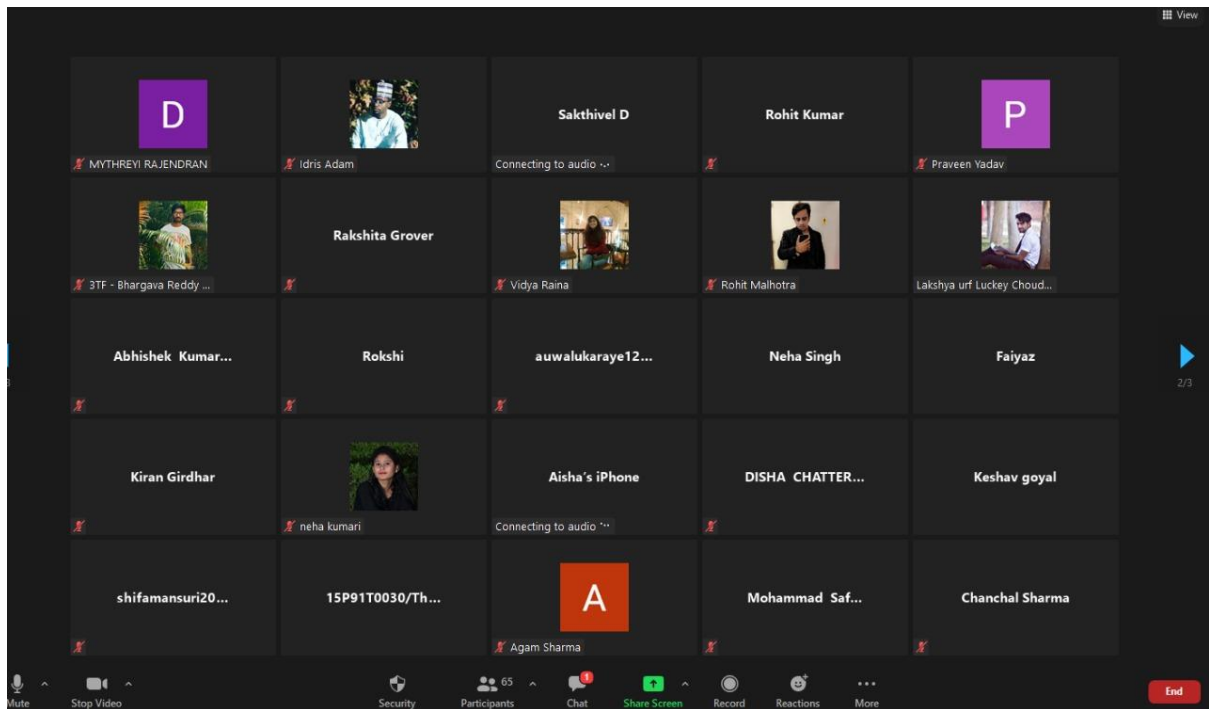 View
D
MYTHREYI RAJENDRAN
Idris Adam
Sakthivel D
Connecting to audio
Rohit Kumar
P
Praveen Yadav
3TF - Bhargava Reddy ...
Rakshita Grover
Vidya Raina
Rohit Malhotra
Lakshya urf Luckey Choud...
Abhishek Kumar...
Rokshi
auwalukaraye12...
Neha Singh
Faiyaz
2/3
Kiran Girdhar
neha kumari
Aisha's iPhone
Connecting to audio
DISHA CHATTER...
Keshav goyal
shifamansuri20...
15P91T0030/Th...
A
Agam Sharma
Mohammad Saf...
Chanchal Sharma
Mute
Stop Video
Security
65
Participants
1
Chat
Share Screen
Record
Reactions
More
End